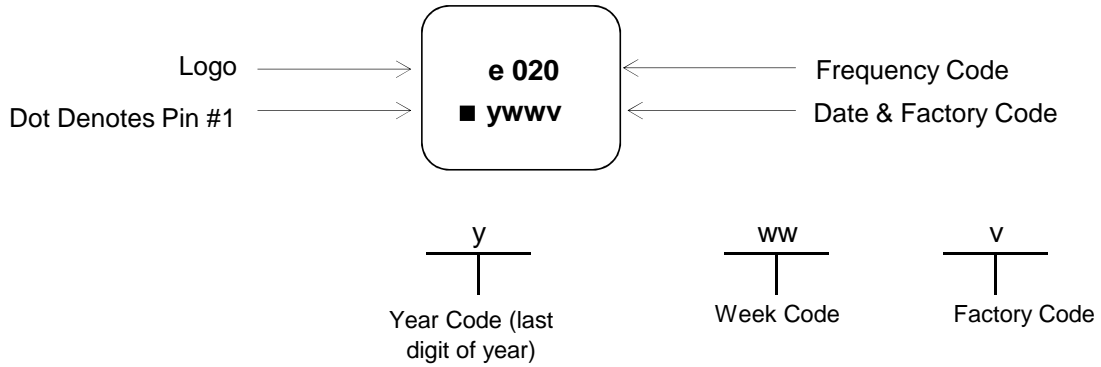 Logo
Dot Denotes Pin #1
e 020
■ ywwv
Frequency Code
Date & Factory Code
y
Year Code (last
digit of year)
ww
Week Code
v
Factory Code